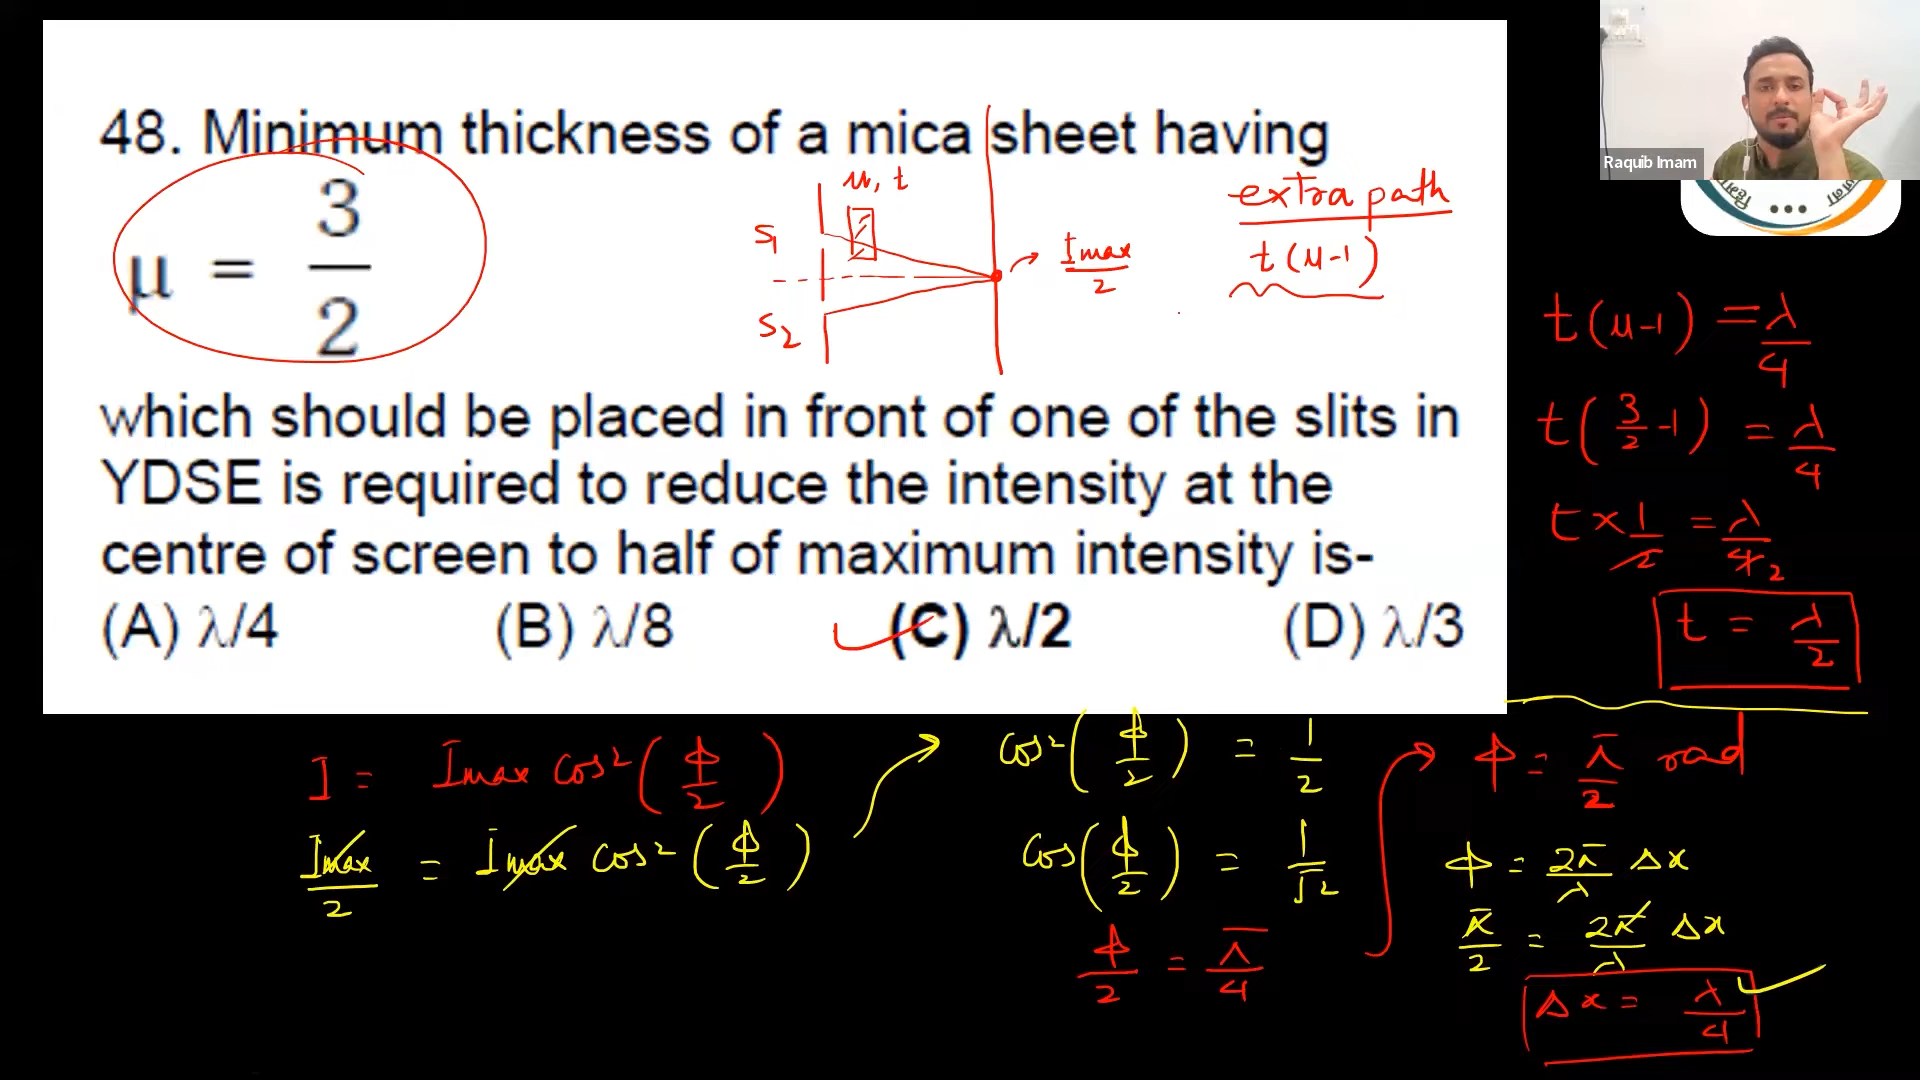 48. Minimum thickness of a mica sheet having
μ = 3/2
which should be placed in front of one of the slits in
YDSE is required to reduce the intensity at the
centre of screen to half of maximum intensity is-
(A) λ/4 (B) λ/8 (C) λ/2 (D) λ/3
μ, t
S1
S2
Imax/2
extra path
t(μ-1)
Raquib Imam
t(μ-1) = λ/4
t(3/2 -1) = λ/4
t × 1/2 = λ/4 2
t = λ/2
I = Imax cos²(ϕ/2)
Imax/2 = Imax cos²(ϕ/2)
cos²(ϕ/2) = 1/2
cos(ϕ/2) = 1/√2
ϕ/2 = π/4
ϕ = π/2 rad
ϕ = 2π/λ Δx
π/2 = 2π/λ Δx
Δx = λ/4